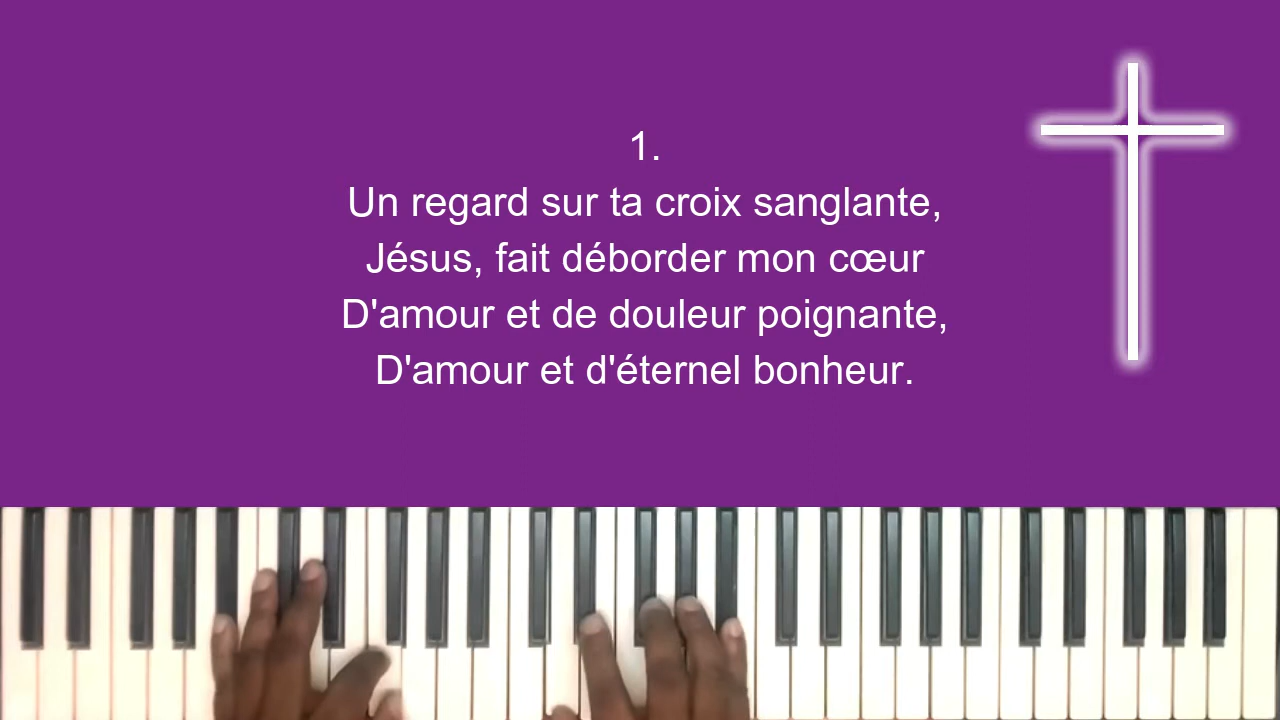 1.
Un regard sur ta croix sanglante,
Jésus, fait déborder mon cœur
D'amour et de douleur poignante,
D'amour et d'éternel bonheur.